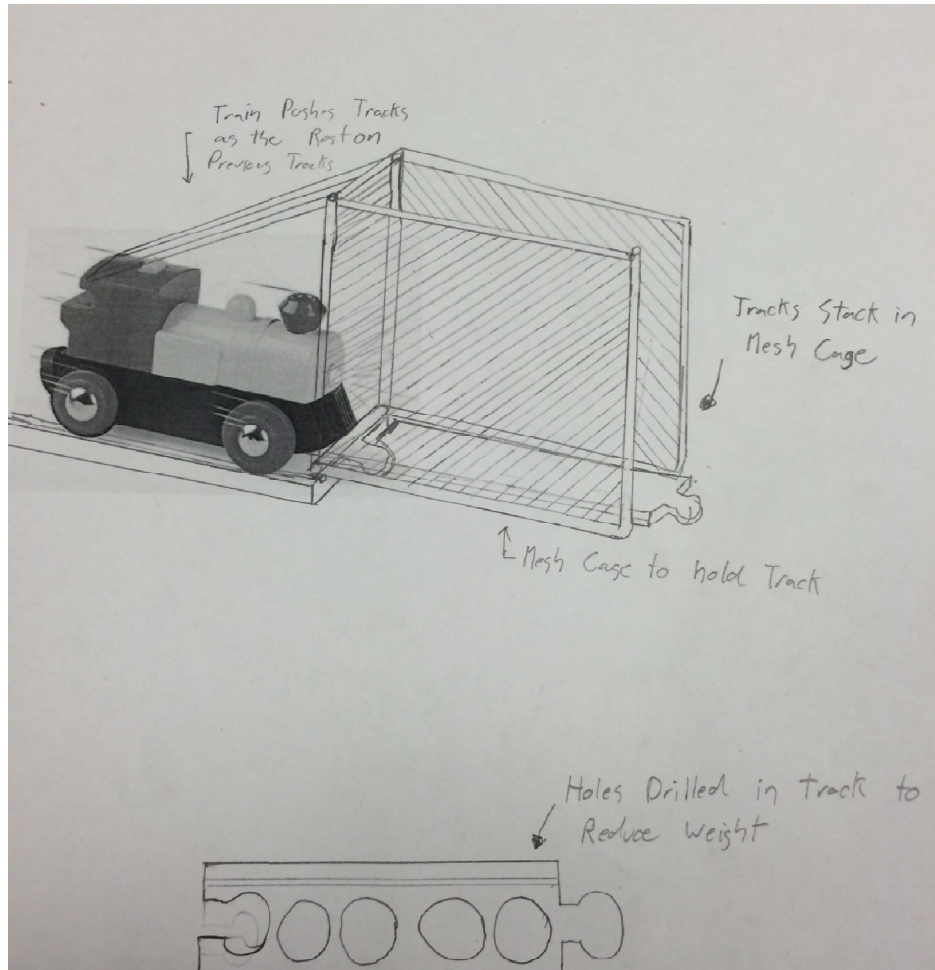 Train Pushes Tracks
as the Rest on
Previous Tracks
Tracks Stack in
Mesh Cage
Mesh Cage to hold Track
Holes Drilled in track to
Reduce Weight